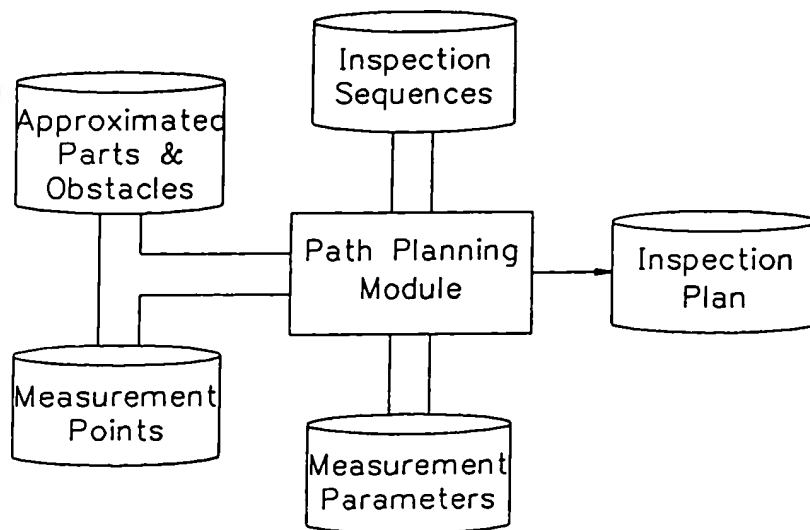 Inspection
Sequences
Approximated
Parts &
Obstacles
Path Planning
Module
Inspection
Plan
Measurement
Points
Measurement
Parameters